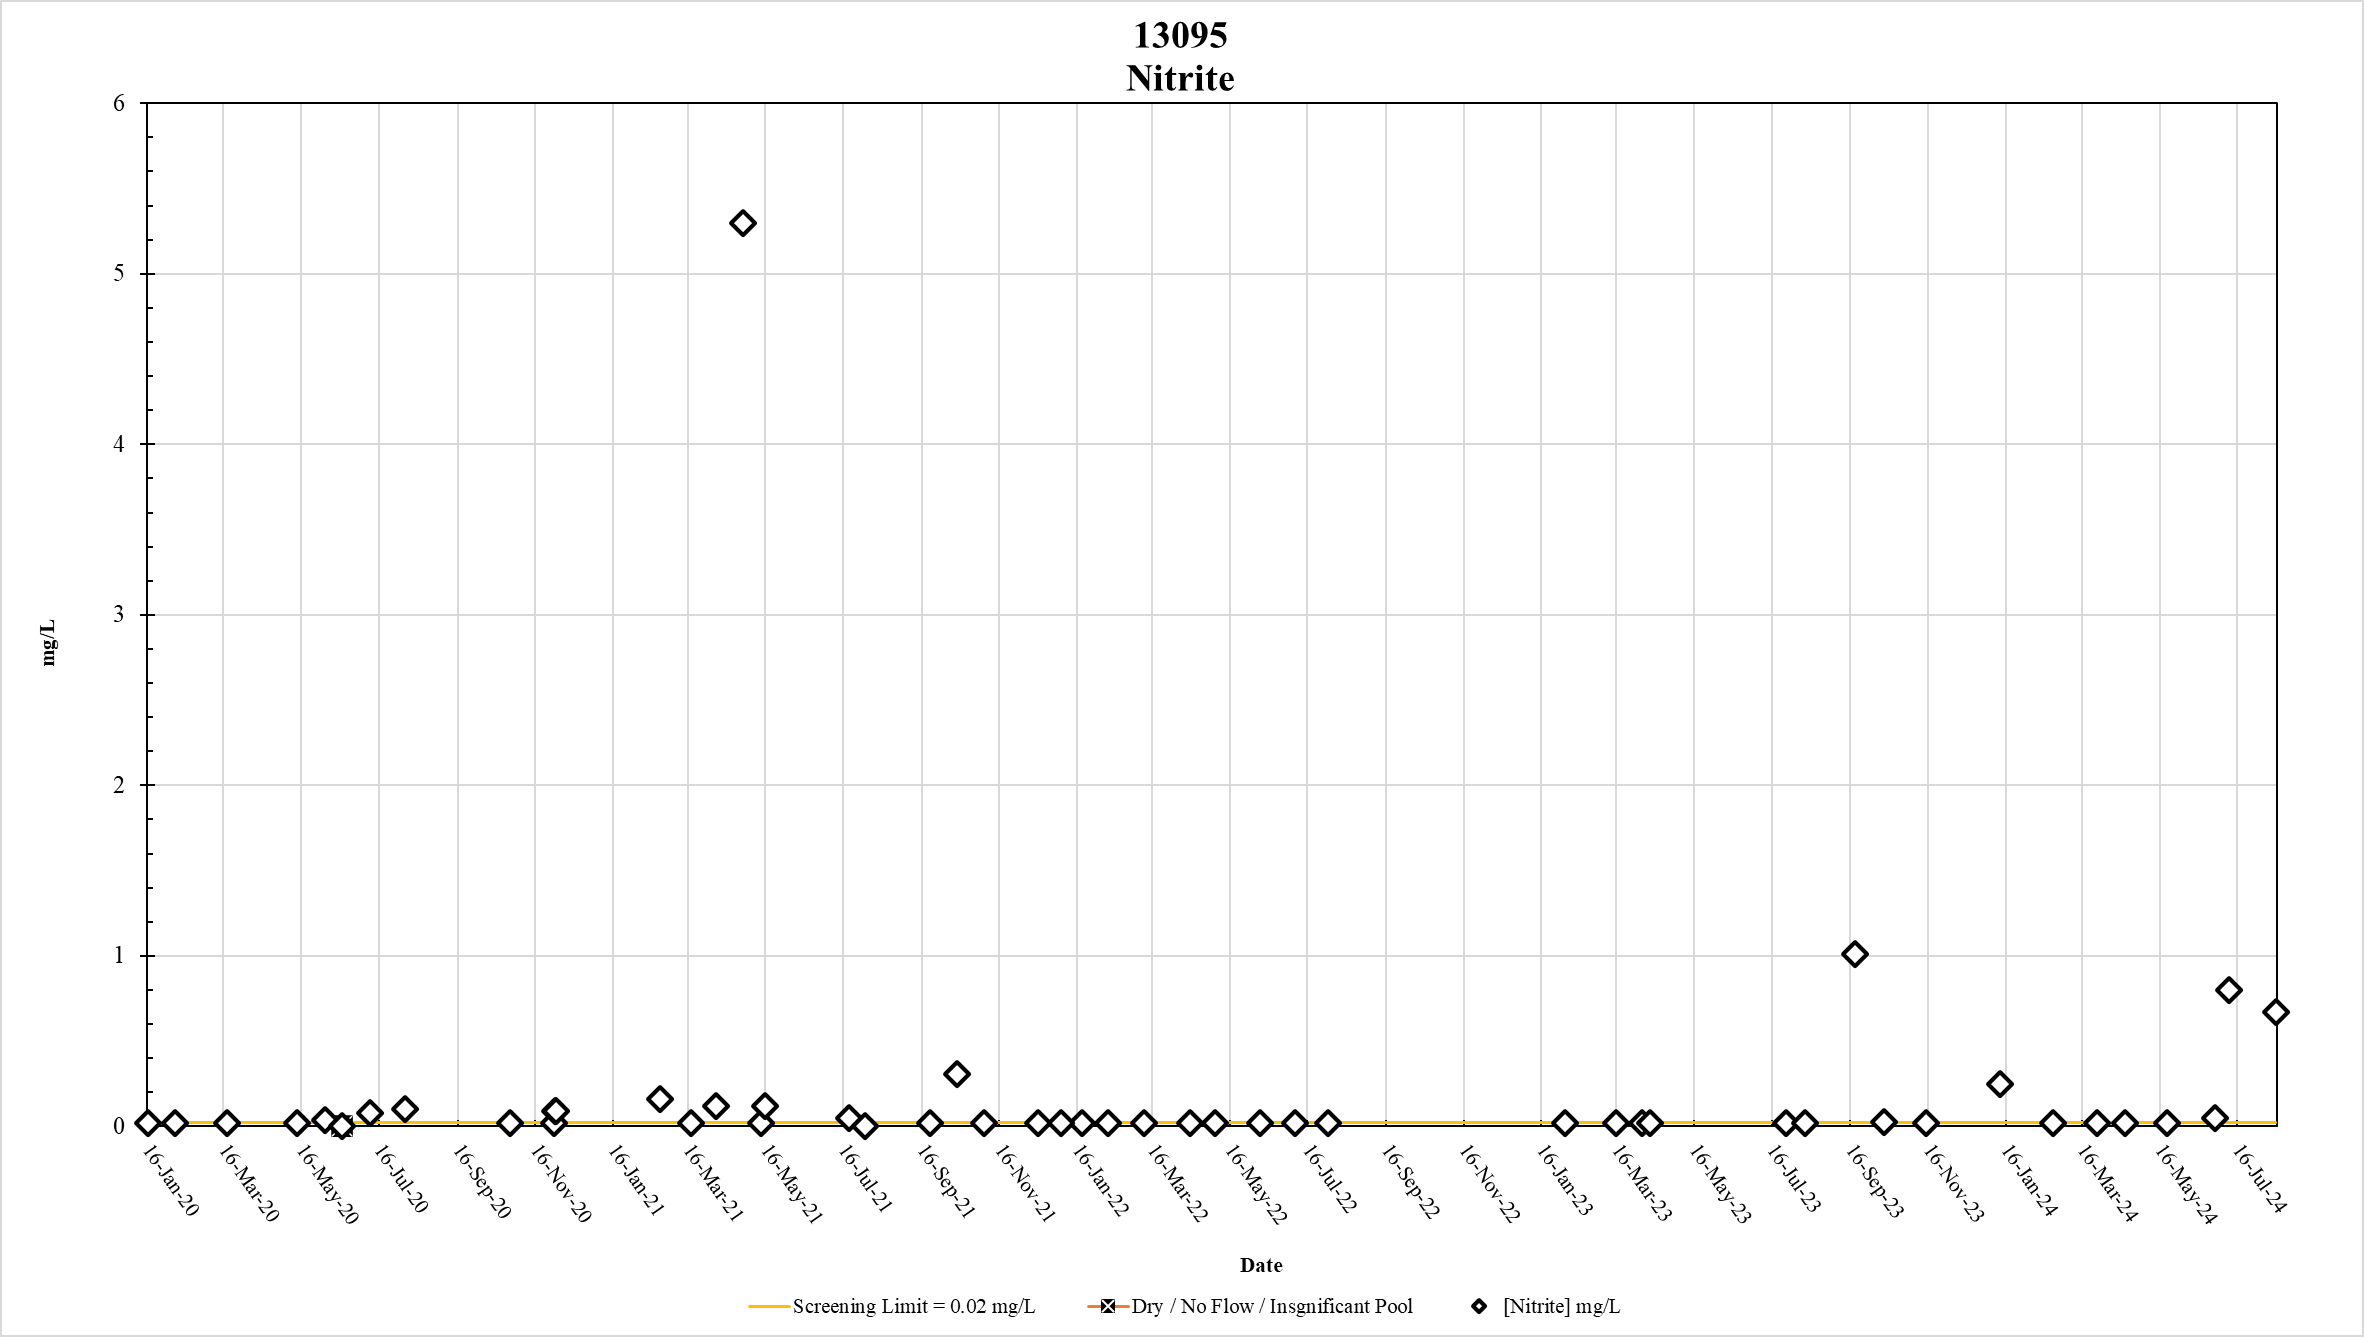 13095
Nitrite
6
5
4
3
2
1
0
mg/L
16-Jan-20
16-Mar-20
16-May-20
16-Jul-20
16-Sep-20
16-Nov-20
16-Jan-21
16-Mar-21
16-May-21
16-Jul-21
16-Sep-21
16-Nov-21
16-Jan-22
16-Mar-22
16-May-22
16-Jul-22
16-Sep-22
16-Nov-22
16-Jan-23
16-Mar-23
16-May-23
16-Jul-23
16-Sep-23
16-Nov-23
16-Jan-24
16-Mar-24
16-May-24
16-Jul-24
Date
Screening Limit = 0.02 mg/L
Dry / No Flow / Insgnificant Pool
[Nitrite] mg/L